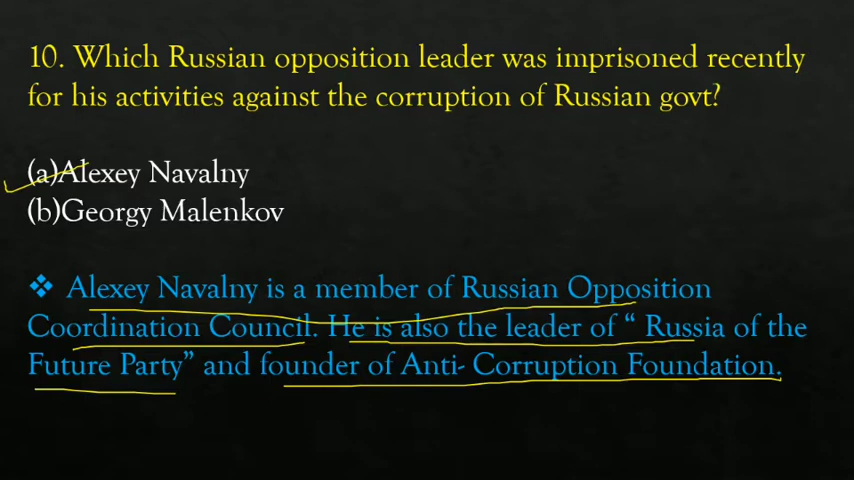 10. Which Russian opposition leader was imprisoned recently
for his activities against the corruption of Russian govt?
(a)Alexey Navalny
(b)Georgy Malenkov
❖ Alexey Navalny is a member of Russian Opposition
Coordination Council. He is also the leader of “ Russia of the
Future Party” and founder of Anti- Corruption Foundation.